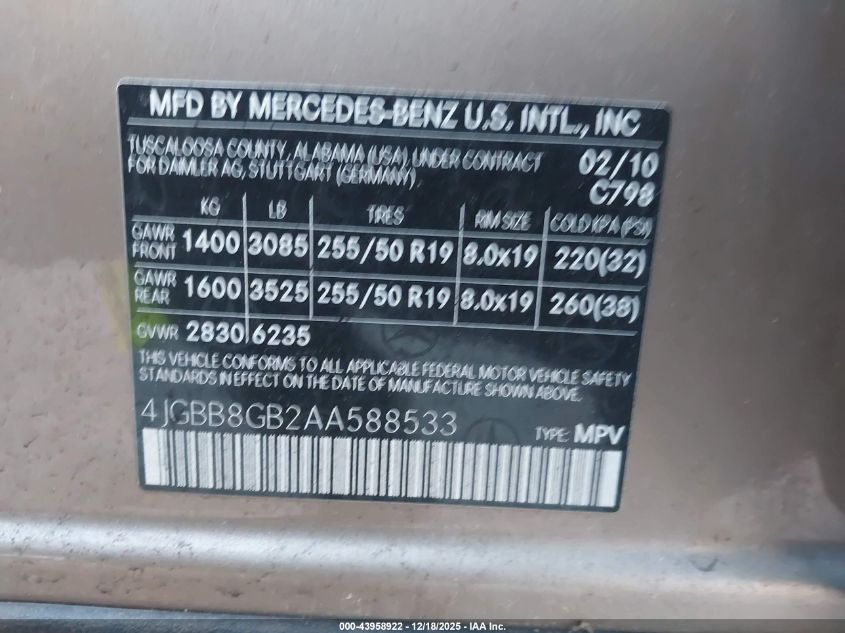 MFD BY MERCEDES-BENZ U.S. INTL., INC
TUSCALOOSA COUNTY, ALABAMA (USA), UNDER CONTRACT 02/10
FOR DAIMLER AG, STUTTGART (GERMANY). C798
KG LB TIRES RIM SIZE COLD KPA (PSI)
GAWR FRONT 1400 3085 255/50 R19 8.0x19 220(32)
GAWR REAR 1600 3525 255/50 R19 8.0x19 260(38)
GVWR 2830 6235
THIS VEHICLE CONFORMS TO ALL APPLICABLE FEDERAL MOTOR VEHICLE SAFETY
STANDARDS IN EFFECT ON THE DATE OF MANUFACTURE SHOWN ABOVE.
4JGBB8GB2AA588533
TYPE: MPV
000-43958922 - 12/18/2025 - IAA Inc.